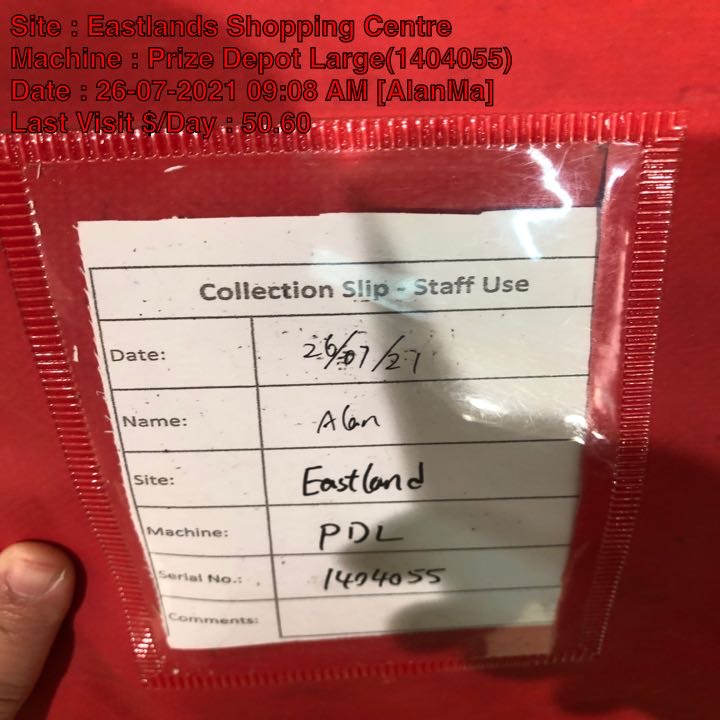 Site : Eastlands Shopping Centre
Machine : Prize Depot Large(1404055)
Date : 26-07-2021 09:08 AM [AlanMa]
Last Visit $/Day : 50.60
Collection Slip - Staff Use
Date: 26/07/21
Name: Alan
Site: Eastland
Machine: PDL
Serial No.: 1404055
Comments: